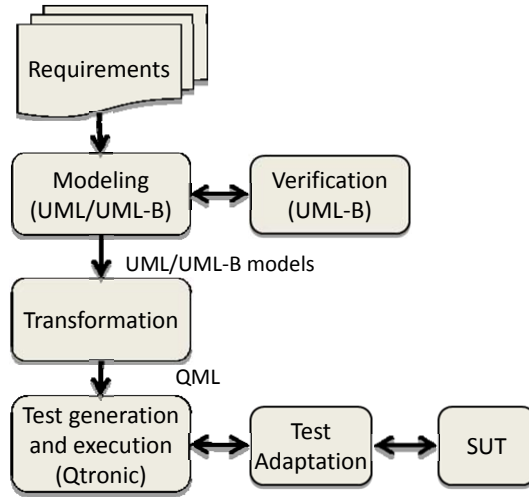 Requirements
Modeling
(UML/UML-B)
Verification
(UML-B)
UML/UML-B models
Transformation
QML
Test generation
and execution
(Qtronic)
Test
Adaptation
SUT